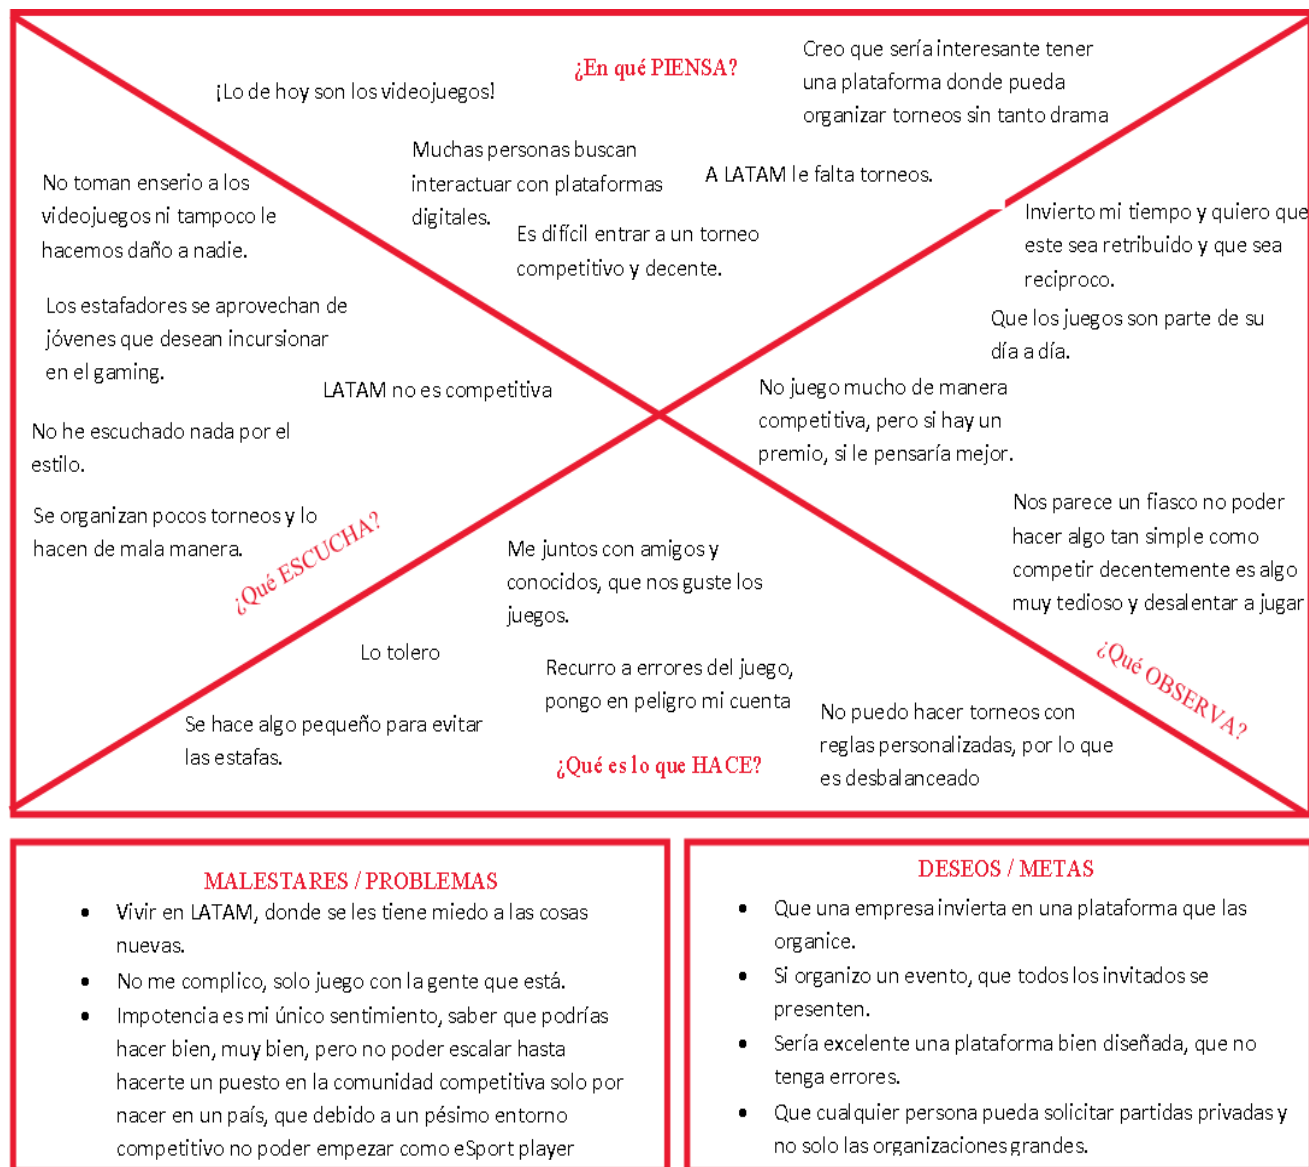 ¿En qué PIENSA?
¡Lo de hoy son los videojuegos!
Creo que sería interesante tener
una plataforma donde pueda
organizar torneos sin tanto drama
Muchas personas buscan
interactuar con plataformas
digitales.
A LATAM le falta torneos.
Es difícil entrar a un torneo
competitivo y decente.
No toman enserio a los
videojuegos ni tampoco le
hacemos daño a nadie.
Los estafadores se aprovechan de
jóvenes que desean incursionar
en el gaming.
LATAM no es competitiva
No he escuchado nada por el
estilo.
Se organizan pocos torneos y lo
hacen de mala manera.
¿Qué ESCUCHA?
Invierto mi tiempo y quiero que
este sea retribuido y que sea
reciproco.
Que los juegos son parte de su
día a día.
No juego mucho de manera
competitiva, pero si hay un
premio, si le pensaría mejor.
Nos parece un fiasco no poder
hacer algo tan simple como
competir decentemente es algo
muy tedioso y desalentar a jugar
¿Qué OBSERVA?
Me juntos con amigos y
conocidos, que nos guste los
juegos.
Lo tolero
Recurro a errores del juego,
pongo en peligro mi cuenta
Se hace algo pequeño para evitar
las estafas.
No puedo hacer torneos con
reglas personalizadas, por lo que
es desbalanceado
¿Qué es lo que HACE?
MALESTARES / PROBLEMAS
• Vivir en LATAM, donde se les tiene miedo a las cosas
nuevas.
• No me complico, solo juego con la gente que está.
• Impotencia es mi único sentimiento, saber que podrías
hacer bien, muy bien, pero no poder escalar hasta
hacerte un puesto en la comunidad competitiva solo por
nacer en un país, que debido a un pésimo entorno
competitivo no poder empezar como eSport player
DESEOS / METAS
• Que una empresa invierta en una plataforma que las
organice.
• Si organizo un evento, que todos los invitados se
presenten.
• Sería excelente una plataforma bien diseñada, que no
tenga errores.
• Que cualquier persona pueda solicitar partidas privadas y
no solo las organizaciones grandes.